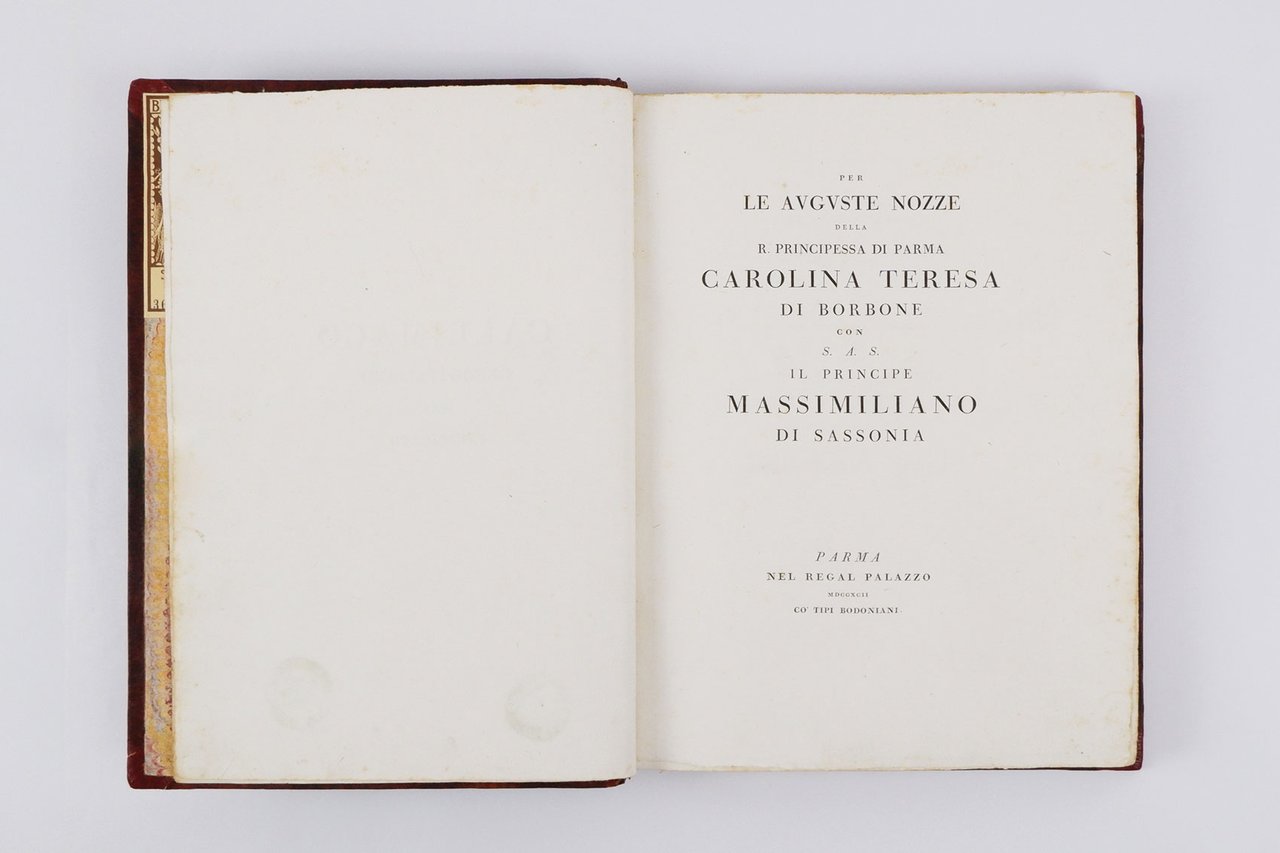 B
PER
LE AVGVSTE NOZZE
DELLA
R. PRINCIPESSA DI PARMA
CAROLINA TERESA
DI BORBONE
CON
S. A. S.
IL PRINCIPE
MASSIMILIANO
DI SASSONIA
PARMA
NEL REGAL PALAZZO
MDCCXCII
CO' TIPI BODONIANI.